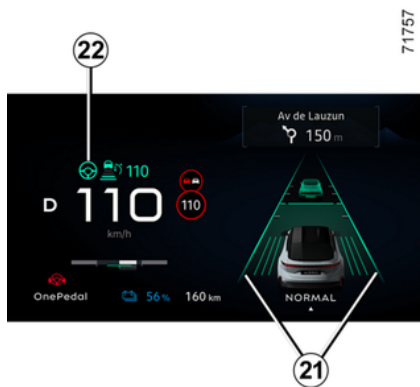 71757
22
Av de Lauzun
150 m
110
D 110
110
km/h
OnePedal
56%
160 km
NORMAL
21